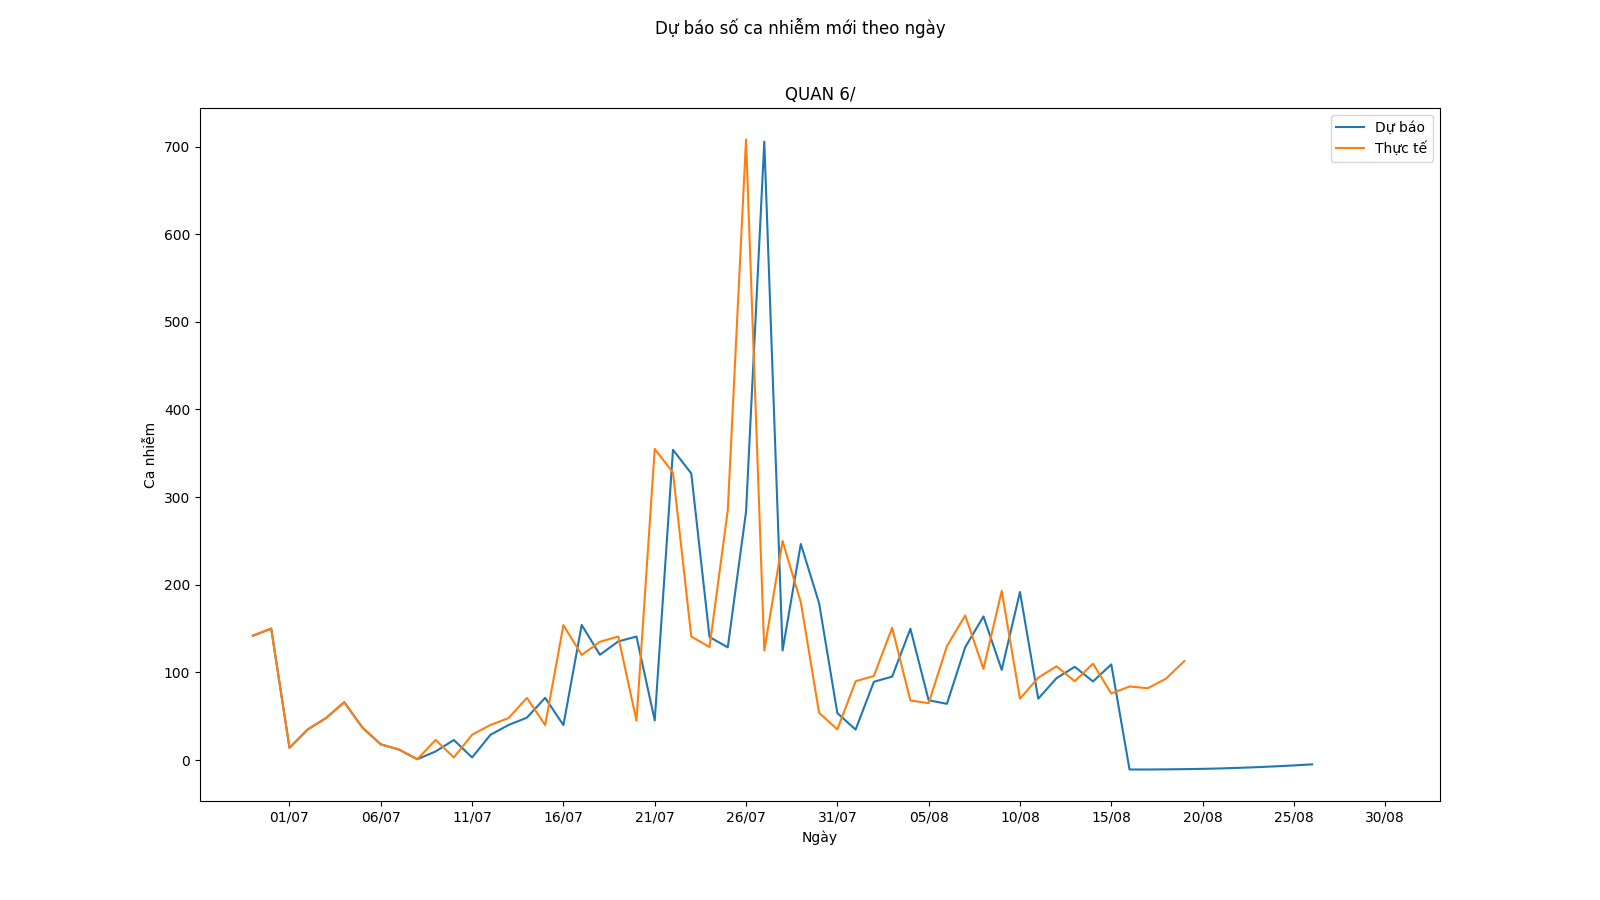 Dự báo số ca nhiễm mới theo ngày
QUAN 6/
Dự báo
Thực tế
700
600
500
400
300
200
100
0
Ca nhiễm
01/07 06/07 11/07 16/07 21/07 26/07 31/07 05/08 10/08 15/08 20/08 25/08 30/08
Ngày